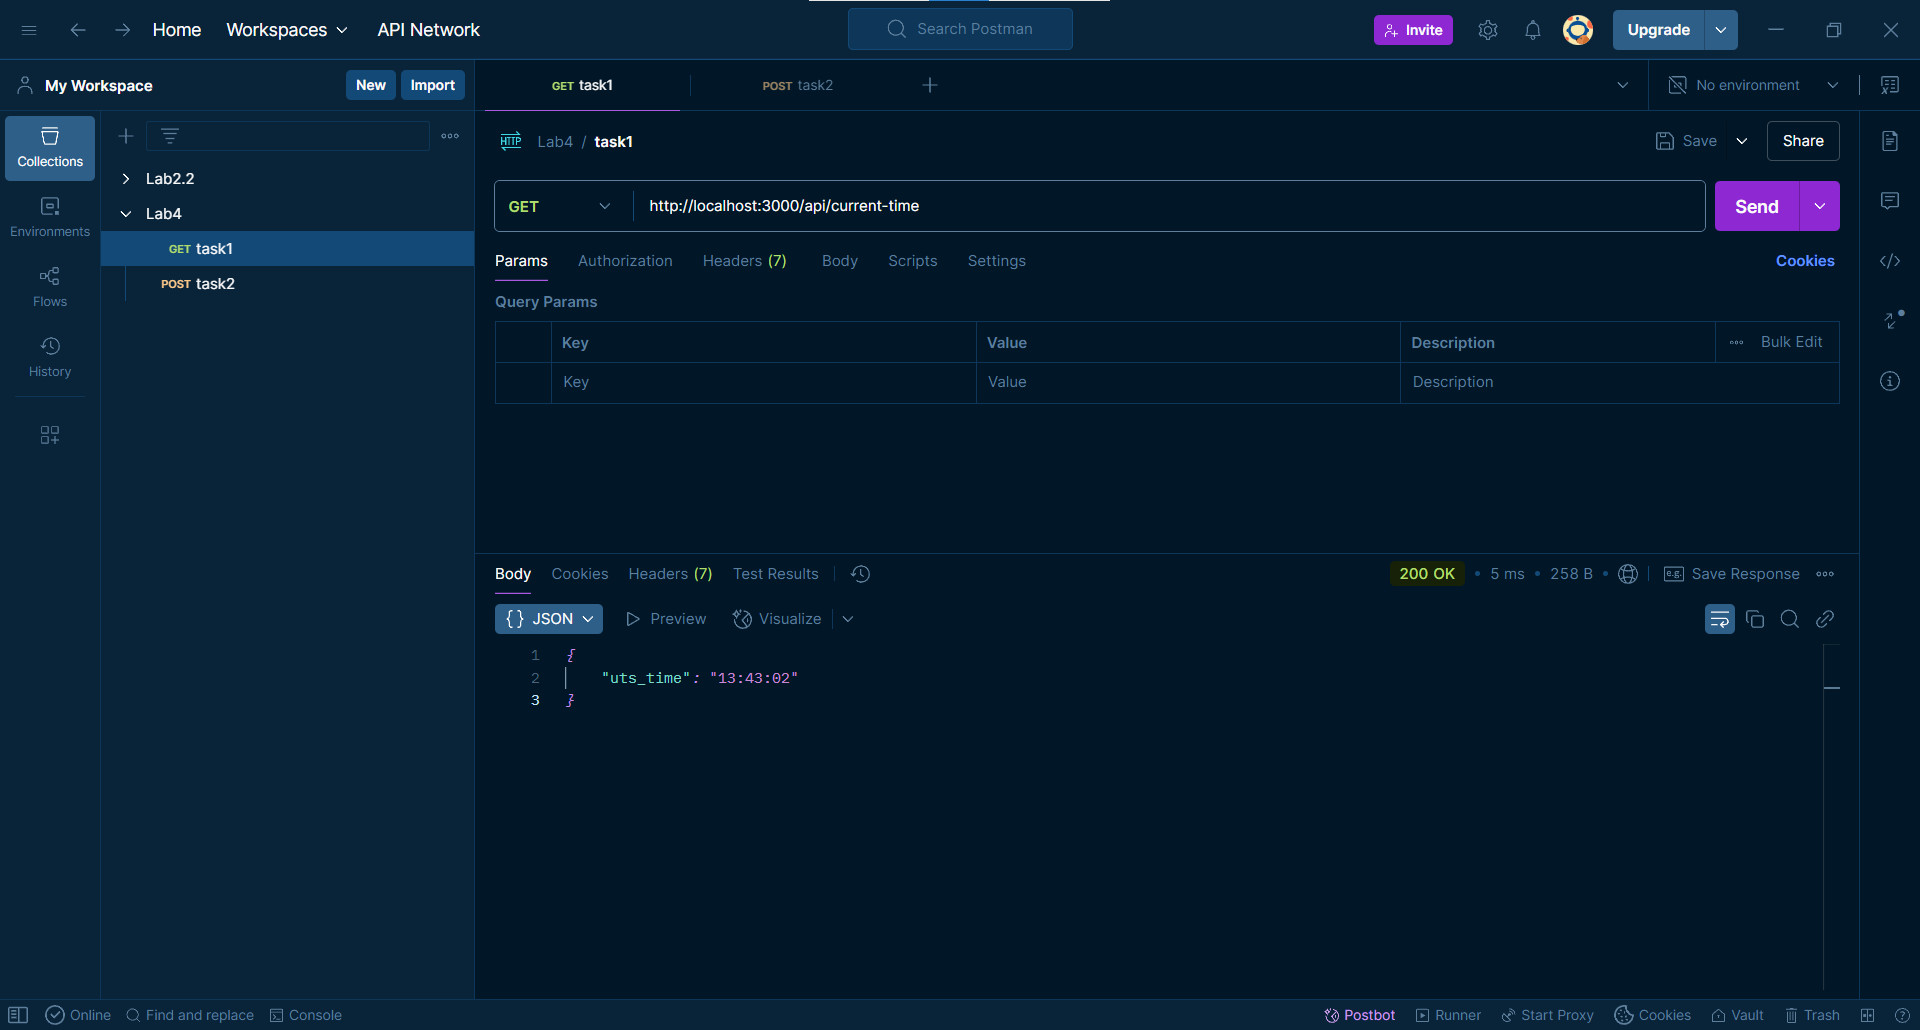 Home Workspaces API Network Search Postman Invite Upgrade
My Workspace New Import GET task1 POST task2 No environment
Collections
Environments
Flows
History
Lab2.2
Lab4
GET task1
POST task2
HTTP Lab4 / task1 Save Share
GET http://localhost:3000/api/current-time Send
Params Authorization Headers (7) Body Scripts Settings Cookies
Query Params
Key Value Description Bulk Edit
Key Value Description
Body Cookies Headers (7) Test Results 200 OK • 5 ms • 258 B • e.g. Save Response
{} JSON Preview Visualize
1 {
2 "uts_time": "13:43:02"
3 }
Online Find and replace Console Postbot Runner Start Proxy Cookies Vault Trash